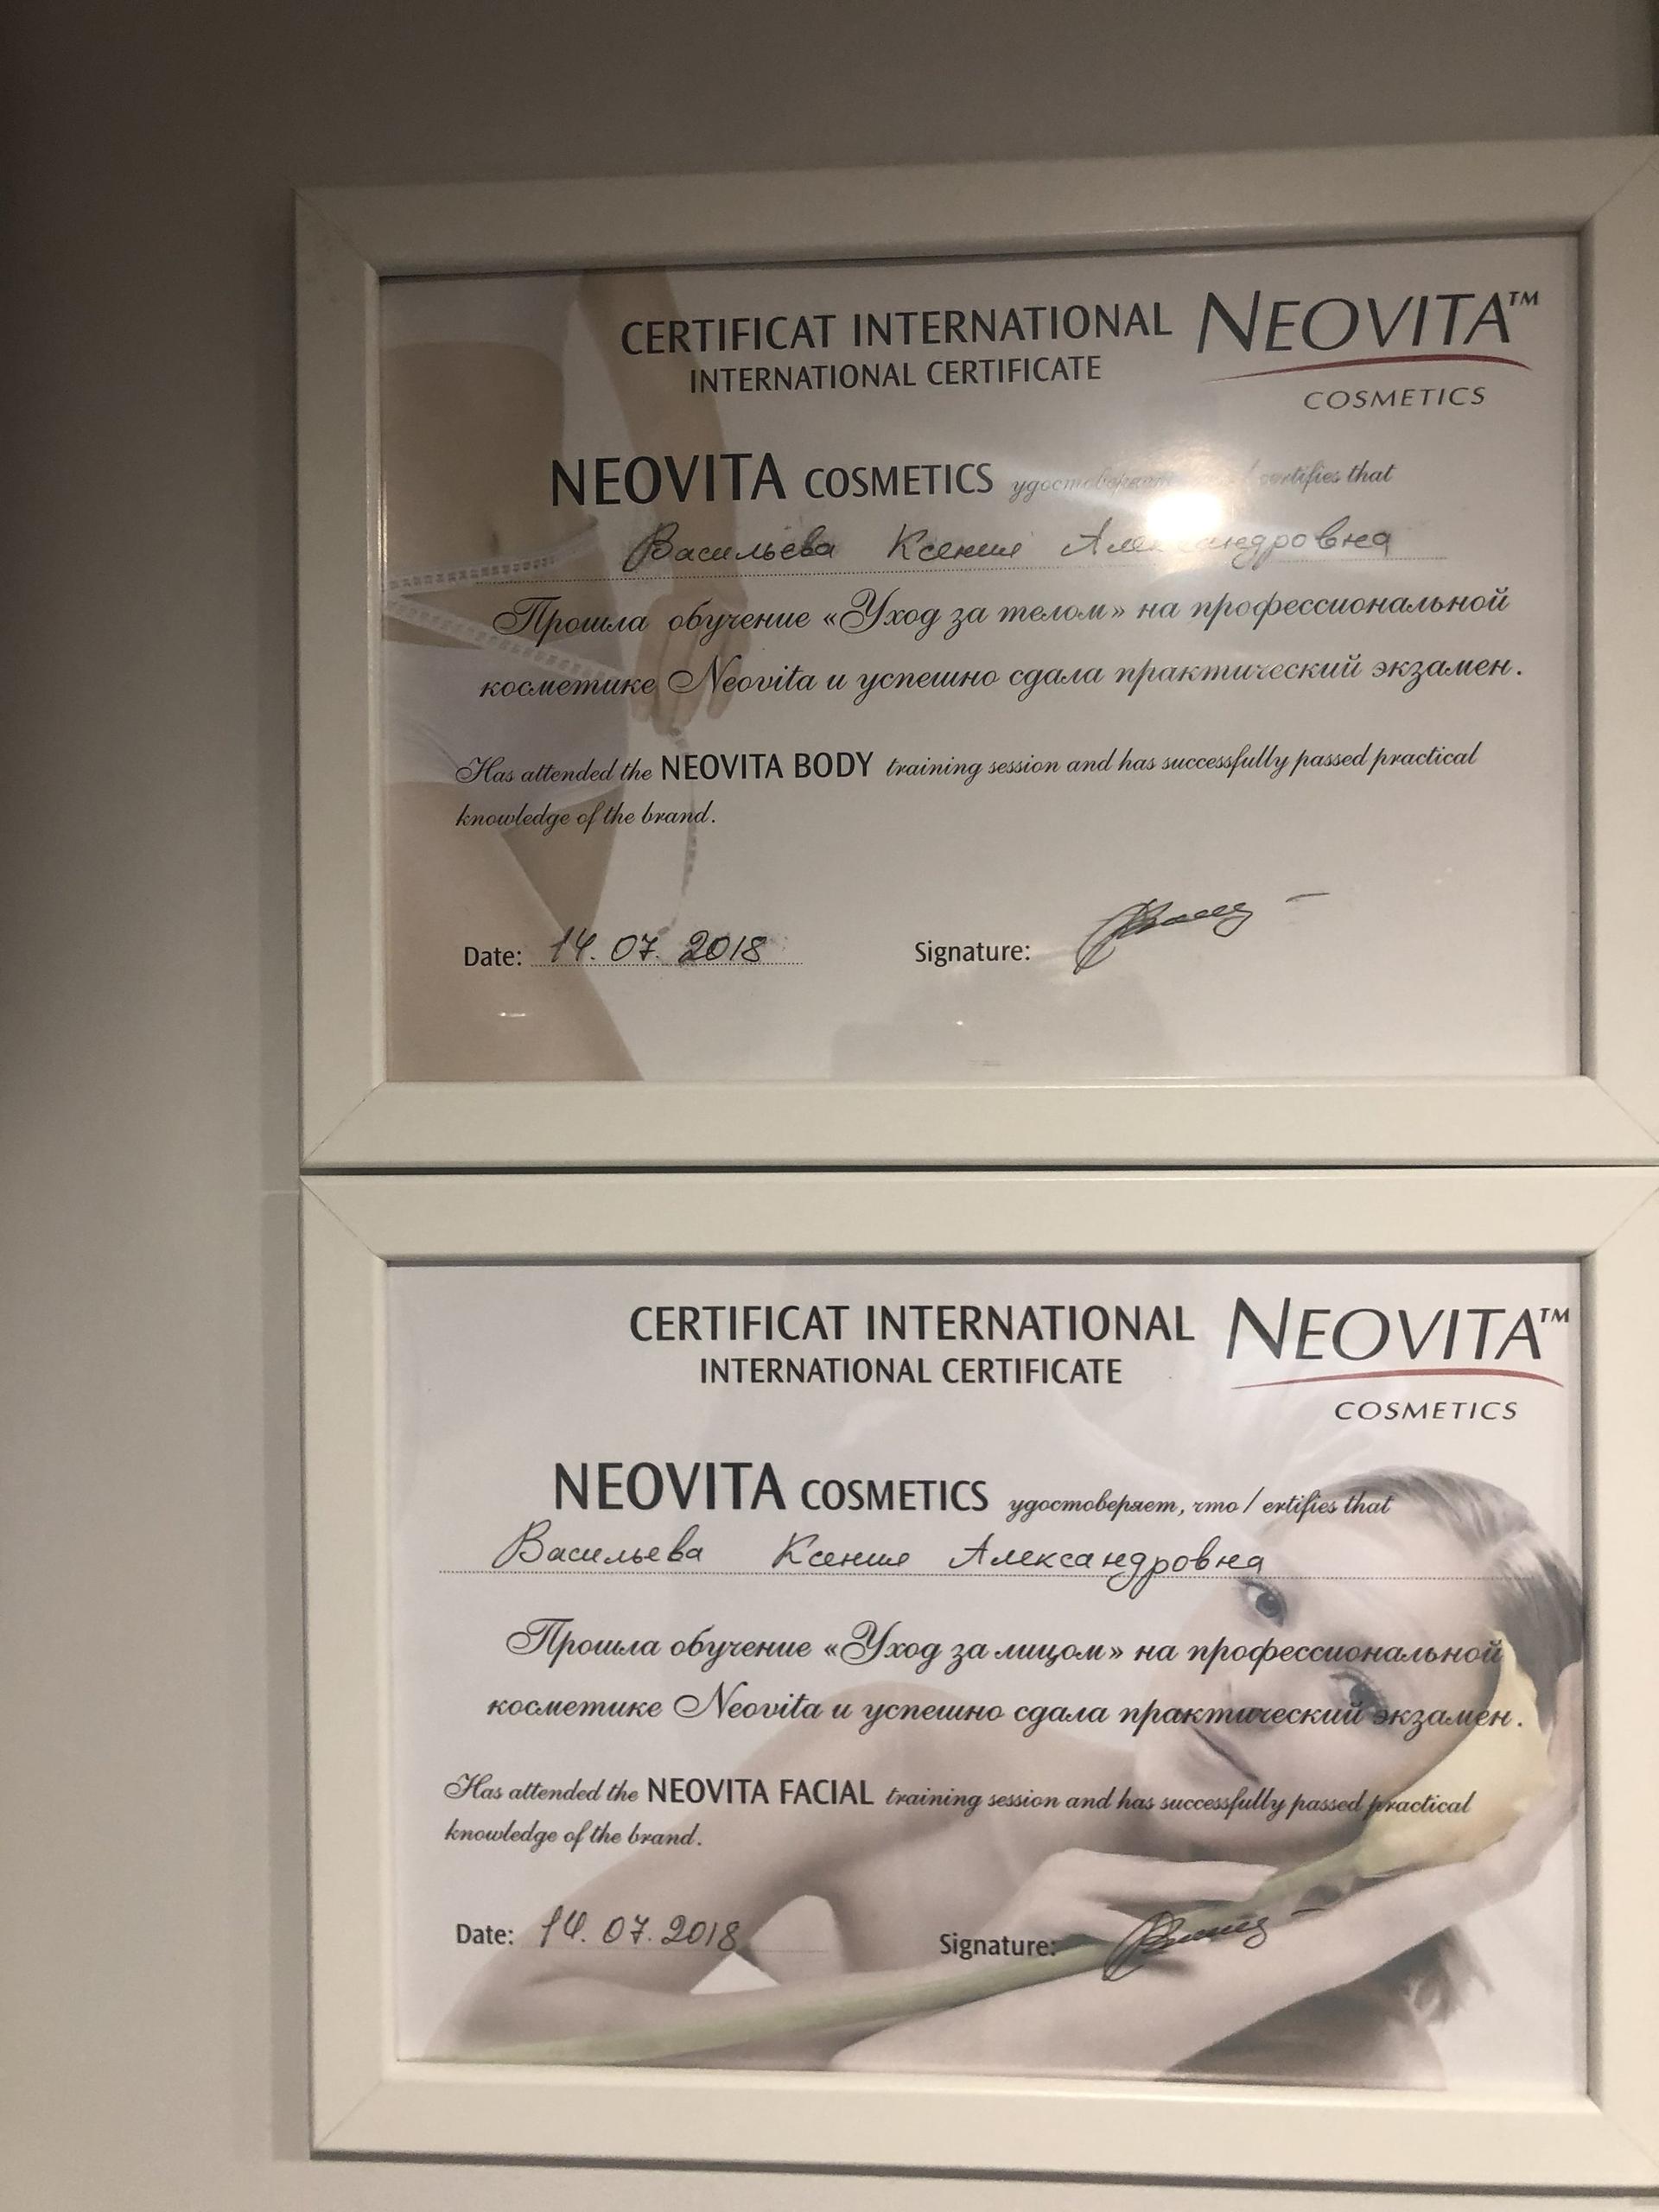 CERTIFICAT INTERNATIONAL
INTERNATIONAL CERTIFICATE
NEOVITA™
COSMETICS
NEOVITA COSMETICS удостоверяет / certifies that
Васильева Ксения Александровна
Прошла обучение «Уход за телом» на профессиональной
косметике Neovita и успешно сдала практический экзамен.
Has attended the NEOVITA BODY training session and has successfully passed practical
knowledge of the brand.
Date: 14.07.2018 Signature:
CERTIFICAT INTERNATIONAL
INTERNATIONAL CERTIFICATE
NEOVITA™
COSMETICS
NEOVITA COSMETICS удостоверяет, что / ertifies that
Васильева Ксения Александровна
Прошла обучение «Уход за лицом» на профессиональной
косметике Neovita и успешно сдала практический экзамен.
Has attended the NEOVITA FACIAL training session and has successfully passed practical
knowledge of the brand.
Date: 14.07.2018 Signature: